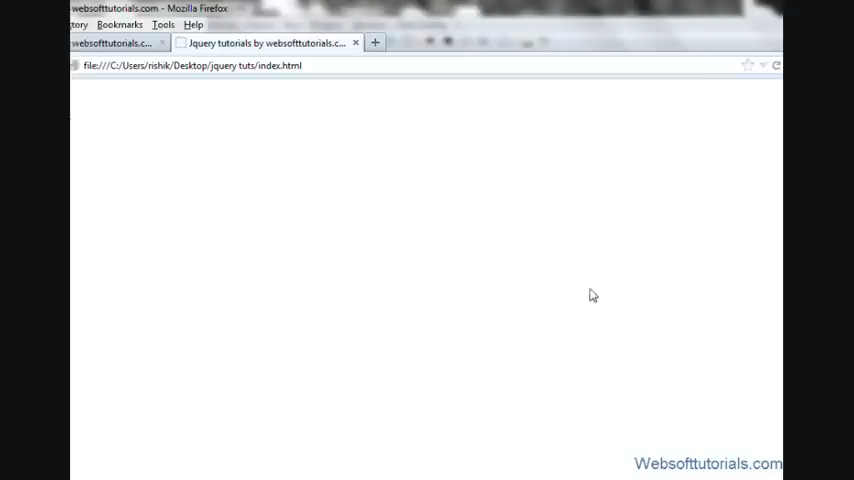 websofttutorials.com - Mozilla Firefox
tory Bookmarks Tools Help
websofttutorials.c... Jquery tutorials by websofttutorials.c...
file:///C:/Users/rishik/Desktop/jquery tuts/index.html
Websofttutorials.com